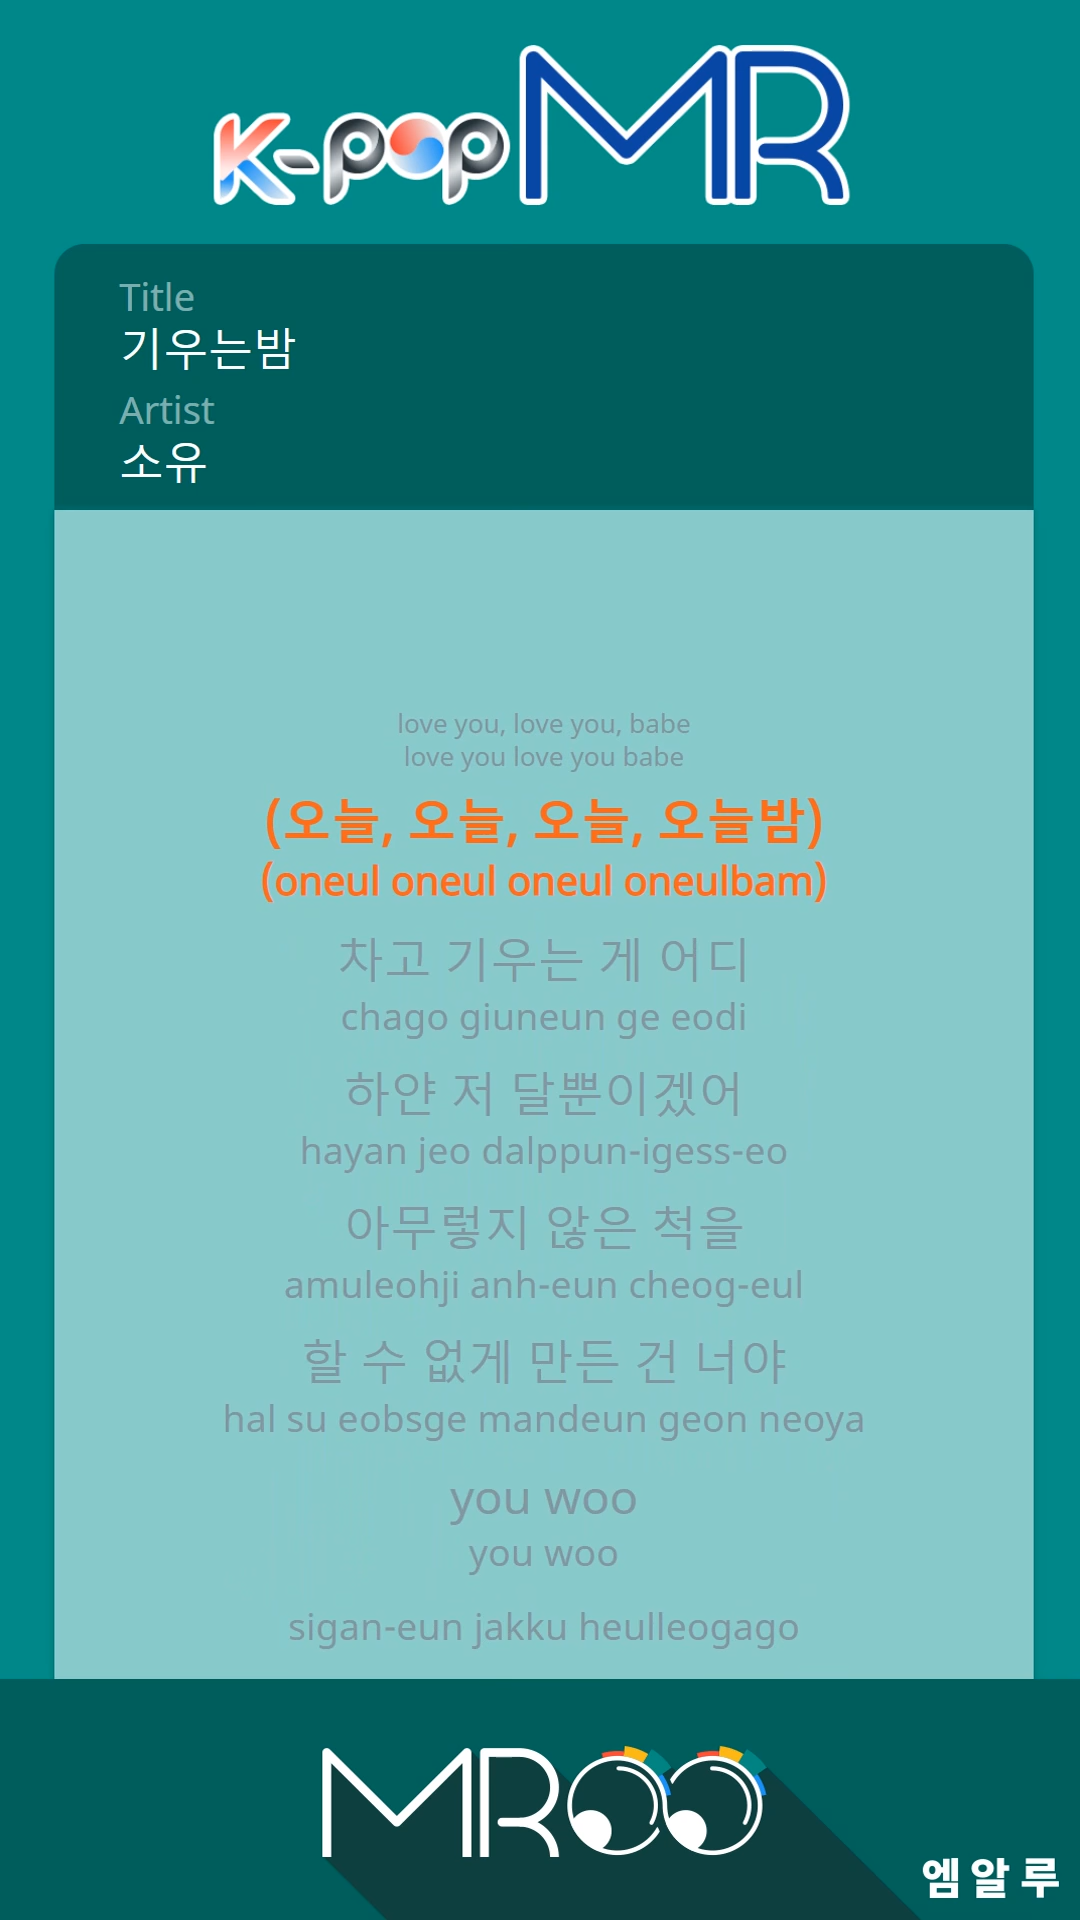 K-pop MR
Title
기우는밤
Artist
소유
love you, love you, babe
love you love you babe
(오늘, 오늘, 오늘, 오늘밤)
(oneul oneul oneul oneulbam)
차고 기우는 게 어디
chago giuneun ge eodi
하얀 저 달뿐이겠어
hayan jeo dalppun-igess-eo
아무렇지 않은 척을
amuleohji anh-eun cheog-eul
할 수 없게 만든 건 너야
hal su eobsge mandeun geon neoya
you woo
you woo
sigan-eun jakku heulleogago
MROO
엠알루